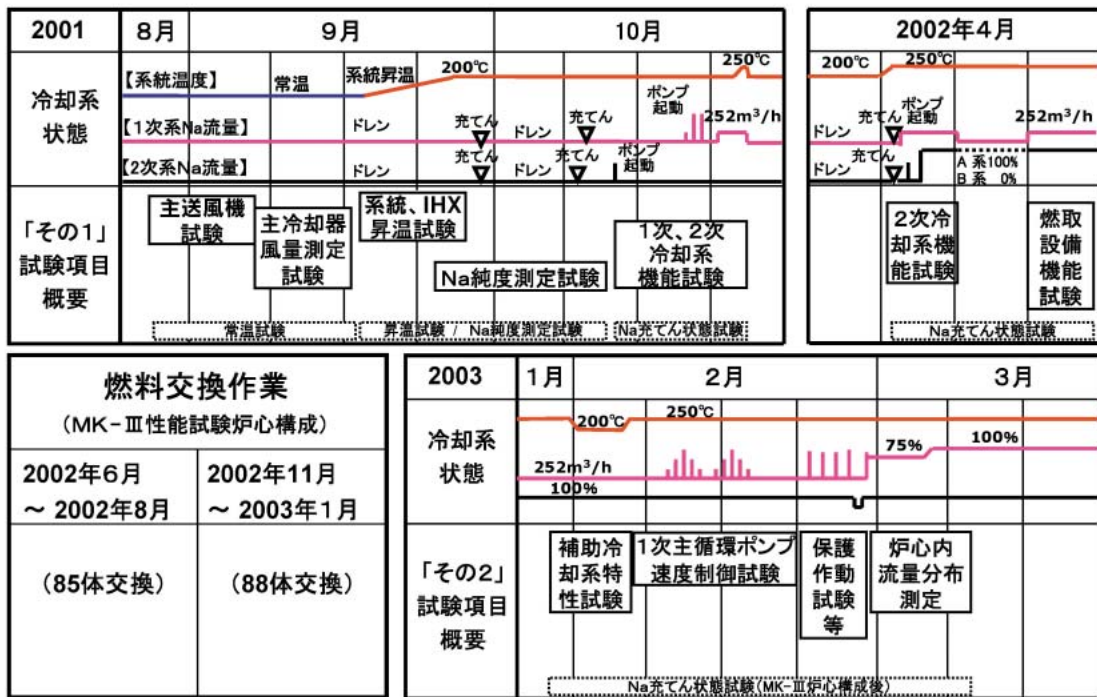 2001
8月
9月
10月
2002年4月
冷却系
状態
【系統温度】
常温
系統昇温
200℃
250℃
200℃
250℃
【1次系Na流量】
ドレン
充てん
ドレン
充てん
ポンプ
起動
252m³/h
ドレン
充てん
ポンプ
起動
252m³/h
【2次系Na流量】
ドレン
充てん
ドレン
充てん
ポンプ
起動
ドレン
充てん
A系100%
B系 0%
「その1」
試験項目
概要
主送風機
試験
主冷却器
風量測定
試験
系統、IHX
昇温試験
Na純度測定試験
1次、2次
冷却系
機能試験
2次冷
却系機
能試験
燃取
設備
機能
試験
常温試験
昇温試験 / Na純度測定試験
Na充てん状態試験
Na充てん状態試験
燃料交換作業
(MK-Ⅲ性能試験炉心構成)
2002年6月
～ 2002年8月
2002年11月
～ 2003年1月
(85体交換)
(88体交換)
2003
1月
2月
3月
冷却系
状態
200℃
250℃
252m³/h
100%
75%
100%
「その2」
試験項目
概要
補助冷
却系特
性試験
1次主循環ポンプ
速度制御試験
保護
作動
試験
等
炉心内
流量分布
測定
Na充てん状態試験(MK-Ⅲ炉心構成後)